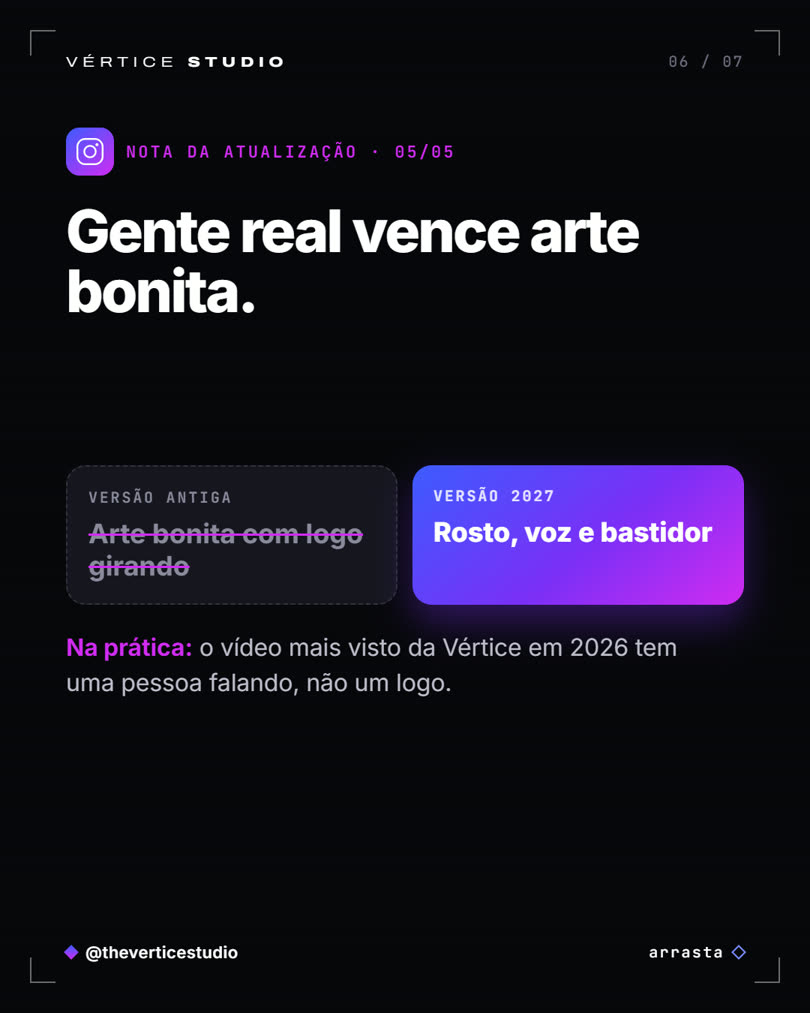 VÉRTICE STUDIO
06 / 07
NOTA DA ATUALIZAÇÃO · 05/05
Gente real vence arte
bonita.
VERSÃO ANTIGA
Arte bonita com logo
girando
VERSÃO 2027
Rosto, voz e bastidor
Na prática: o vídeo mais visto da Vértice em 2026 tem
uma pessoa falando, não um logo.
@theverticestudio
arrasta